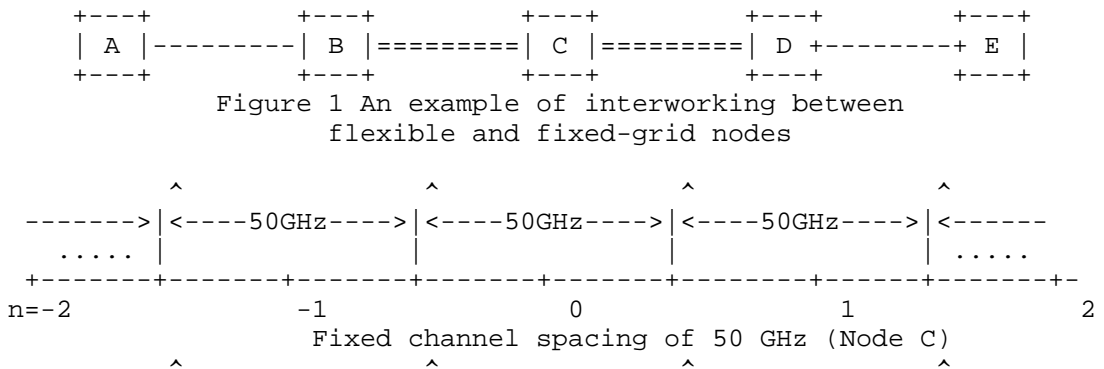 +---+         +---+         +---+         +---+         +---+
| A |---------| B |=========| C |=========| D +--------+ E |
+---+         +---+         +---+         +---+         +---+
Figure 1 An example of interworking between
flexible and fixed-grid nodes
^               ^               ^               ^
------->|<----50GHz---->|<----50GHz---->|<----50GHz---->|<------
..... |               |               |               | .....
+-------+-------+-------+-------+-------+-------+-------+-------+-
n=-2              -1               0               1               2
Fixed channel spacing of 50 GHz (Node C)
^               ^               ^               ^